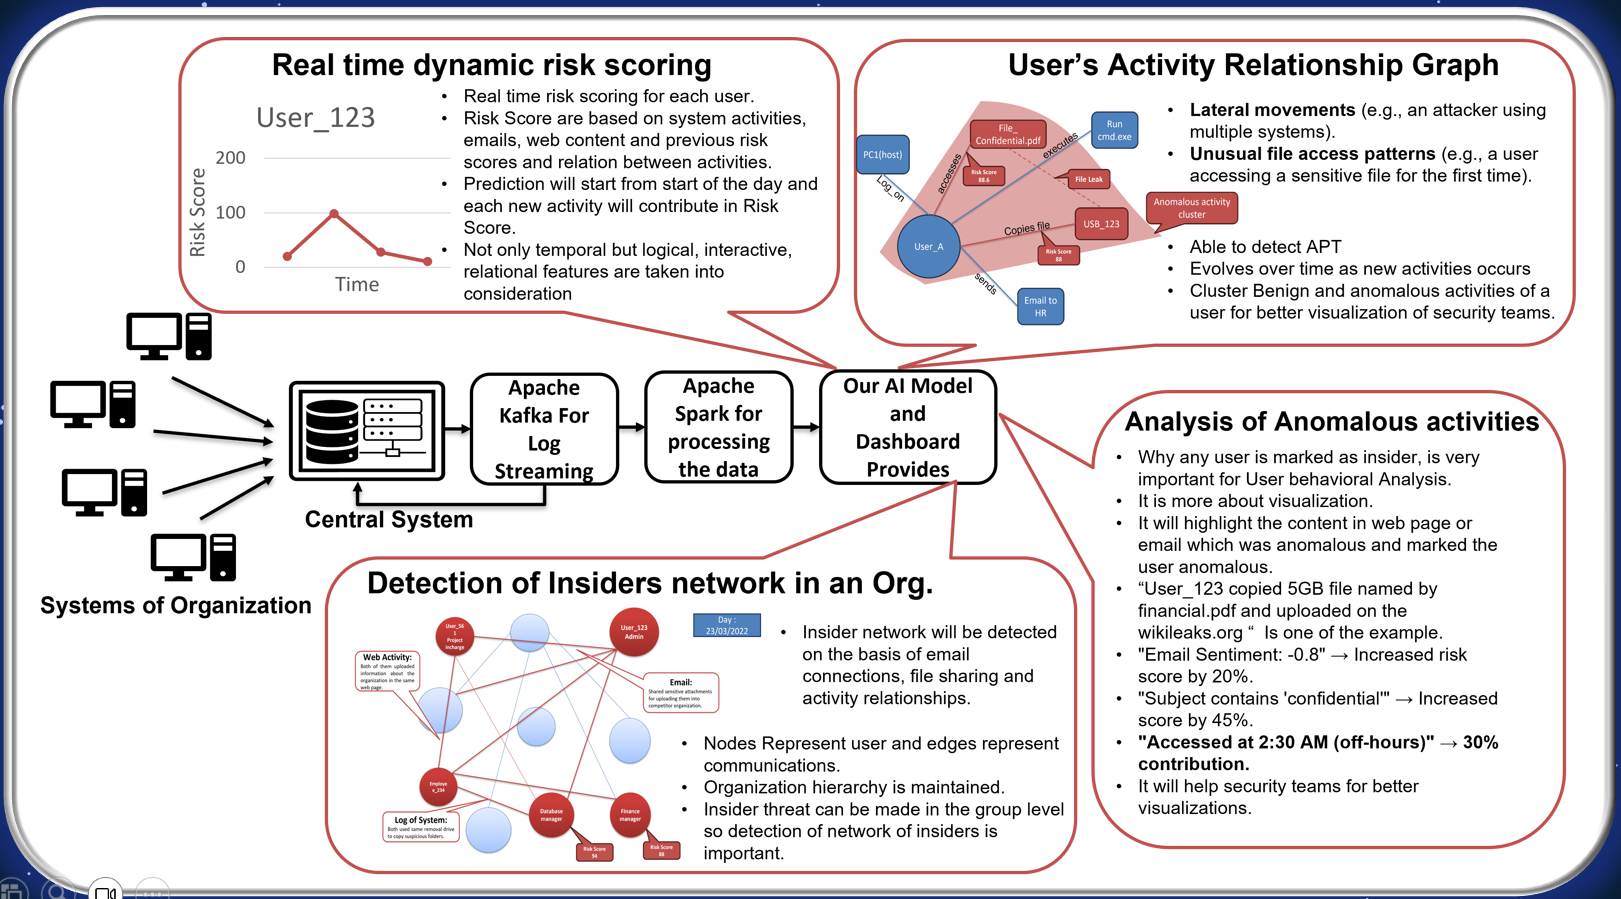 Real time dynamic risk scoring
User_123
200
100
0
Risk Score
Time
• Real time risk scoring for each user.
• Risk Score are based on system activities,
emails, web content and previous risk
scores and relation between activities.
• Prediction will start from start of the day and
each new activity will contribute in Risk
Score.
• Not only temporal but logical, interactive,
relational features are taken into
consideration
User's Activity Relationship Graph
PC1(host)
Log_on
User_A
accesses
File_
Confidential.pdf
Risk Score
88.6
executes
Run
cmd.exe
File Leak
Copies file
USB_123
Risk Score
88
Anomalous activity
cluster
sends
Email to
HR
• Lateral movements (e.g., an attacker using
multiple systems).
• Unusual file access patterns (e.g., a user
accessing a sensitive file for the first time).
• Able to detect APT
• Evolves over time as new activities occurs
• Cluster Benign and anomalous activities of a
user for better visualization of security teams.
Systems of Organization
Central System
Apache
Kafka For
Log
Streaming
Apache
Spark for
processing
the data
Our AI Model
and
Dashboard
Provides
Analysis of Anomalous activities
• Why any user is marked as insider, is very
important for User behavioral Analysis.
• It is more about visualization.
• It will highlight the content in web page or
email which was anomalous and marked the
user anomalous.
• “User_123 copied 5GB file named by
financial.pdf and uploaded on the
wikileaks.org “ Is one of the example.
• "Email Sentiment: -0.8" → Increased risk
score by 20%.
• "Subject contains 'confidential'" → Increased
score by 45%.
• "Accessed at 2:30 AM (off-hours)" → 30%
contribution.
• It will help security teams for better
visualizations.
Detection of Insiders network in an Org.
User_56
1
Project
Incharge
User_123
Admin
Day :
23/03/2022
Web Activity:
Both of them uploaded
information about the
organization in the same
web page.
Email:
Shared sensitive attachments
for uploading them into
competitor organization.
Employe
e_234
Log of System:
Both used same removal drive
to copy suspicious folders.
Database
manager
Risk Score
94
Finance
manager
Risk Score
88
• Insider network will be detected
on the basis of email
connections, file sharing and
activity relationships.
• Nodes Represent user and edges represent
communications.
• Organization hierarchy is maintained.
• Insider threat can be made in the group level
so detection of network of insiders is
important.